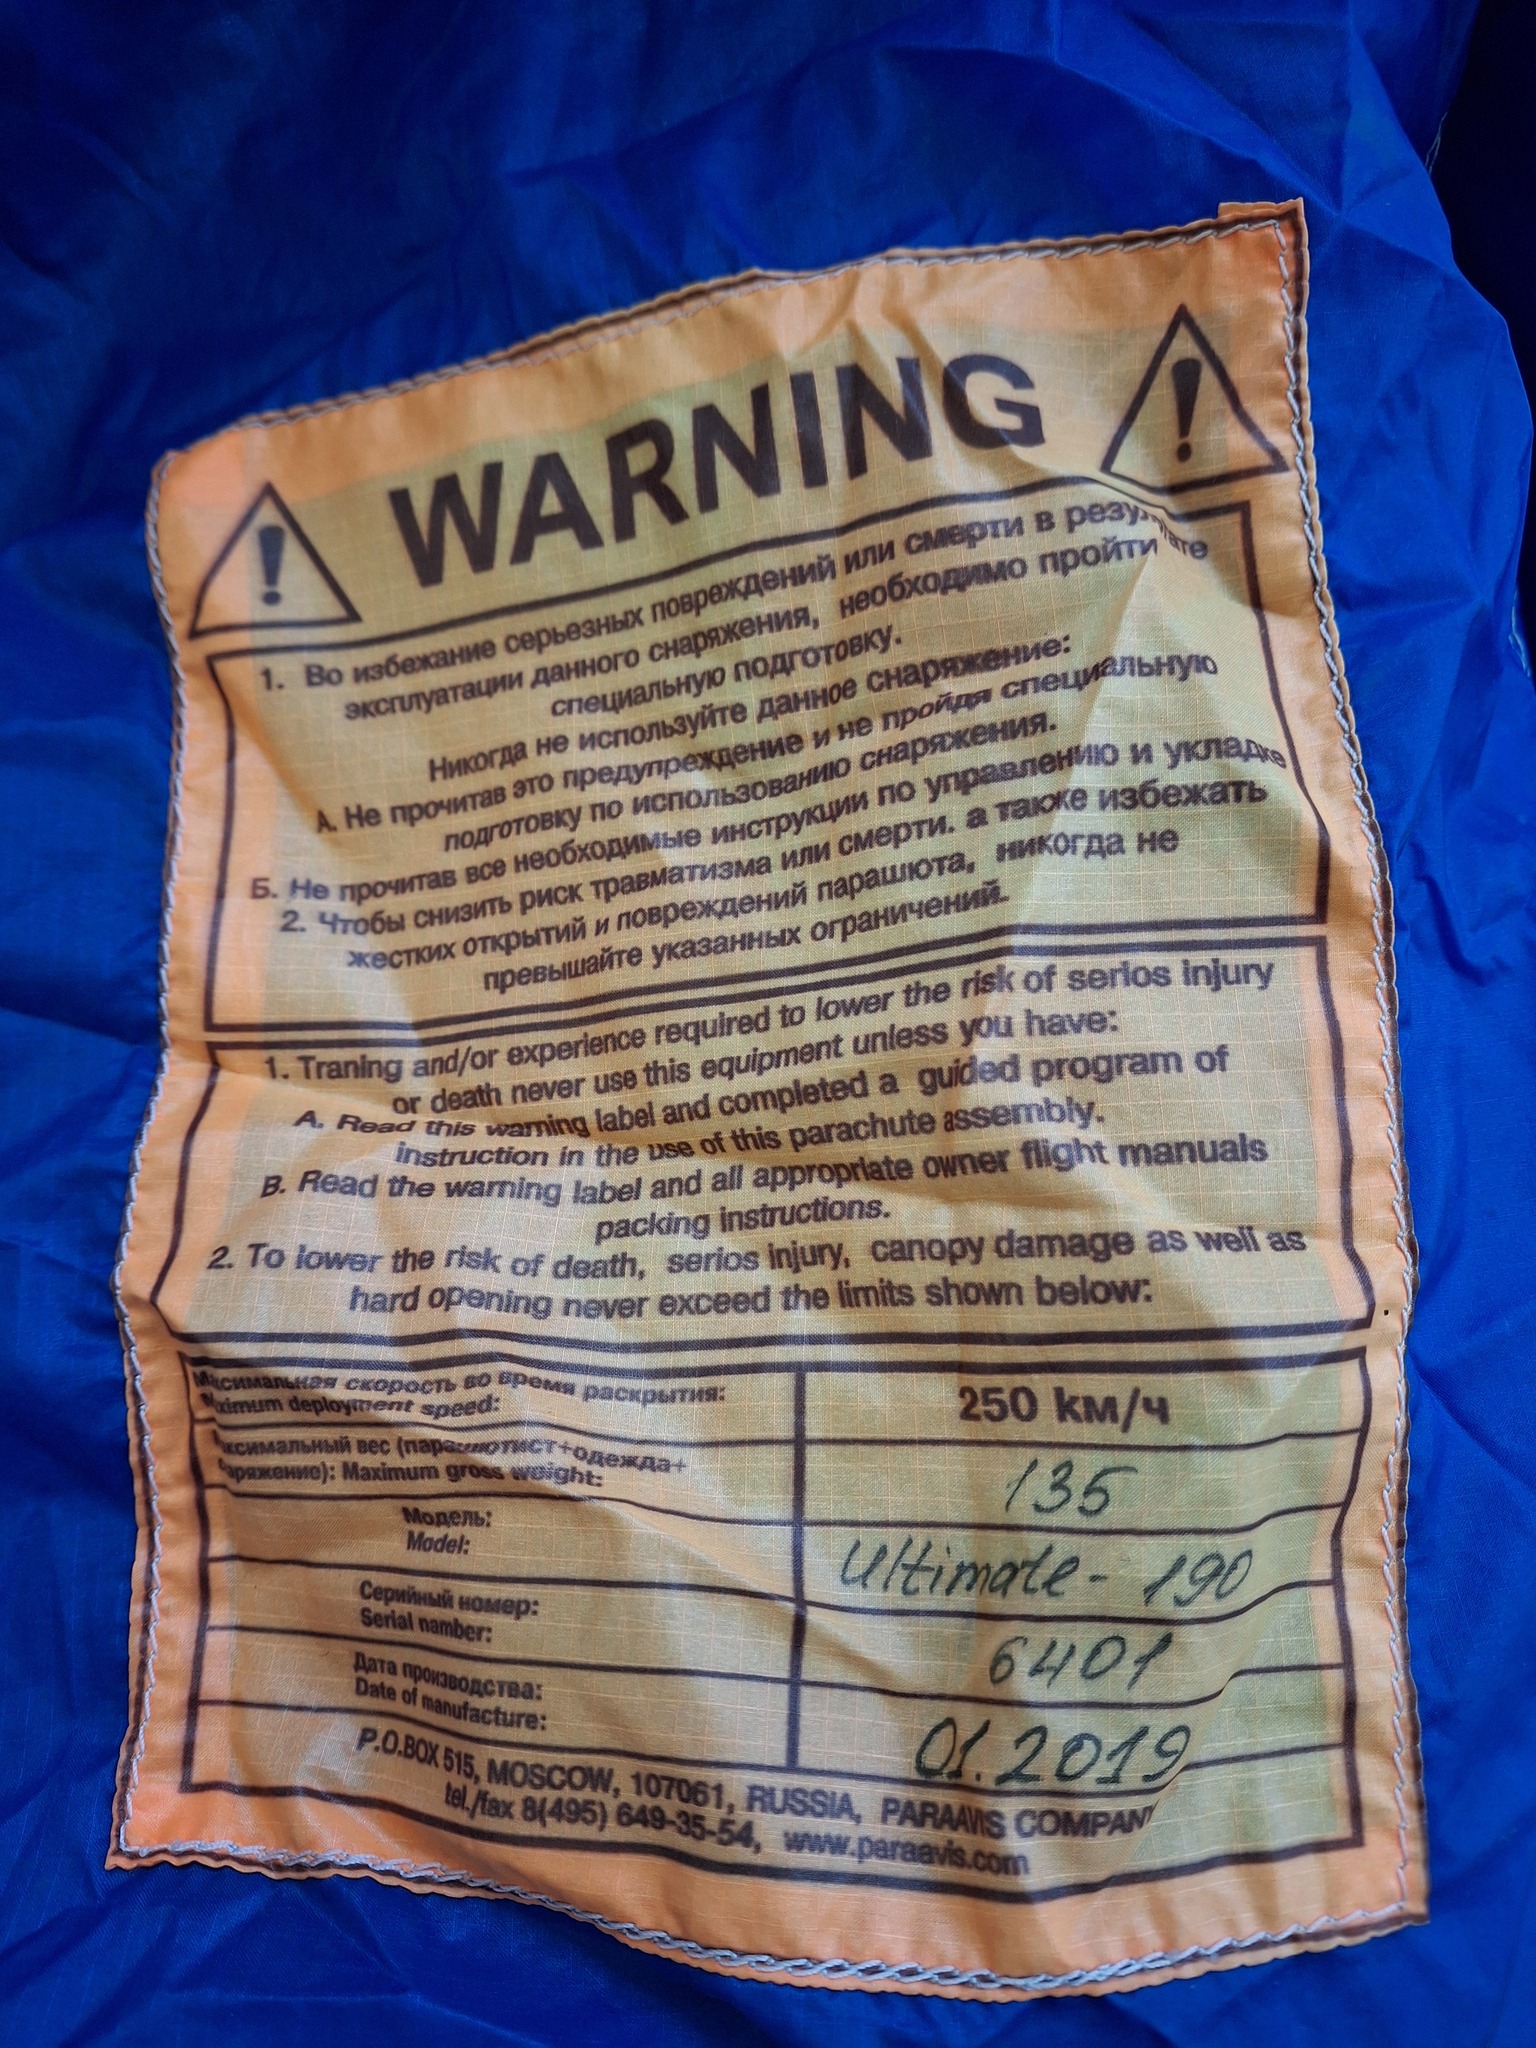 ! WARNING !
1. Во избежание серьезных повреждений или смерти в результате
эксплуатации данного снаряжения, необходимо пройти
специальную подготовку.
Никогда не используйте данное снаряжение:
А. Не прочитав это предупреждение и не пройдя специальную
подготовку по использованию снаряжения.
Б. Не прочитав все необходимые инструкции по управлению и укладке
2. Чтобы снизить риск травматизма или смерти. а также избежать
жестких открытий и повреждений парашюта, никогда не
превышайте указанных ограничений.
1. Traning and/or experience required to lower the risk of serios injury
or death never use this equipment unless you have:
A. Read this warning label and completed a guided program of
instruction in the use of this parachute assembly.
B. Read the warning label and all appropriate owner flight manuals
packing instructions.
2. To lower the risk of death, serios injury, canopy damage as well as
hard opening never exceed the limits shown below:
Максимальная скорость во время раскрытия:
Maximum deployment speed:
250 км/ч
Максимальный вес (парашютист+одежда+
снаряжение): Maximum gross weight:
135
Модель:
Model:
Ultimate - 190
Серийный номер:
Serial namber:
6401
Дата производства:
Date of manufacture:
01.2019
P.O.BOX 515, MOSCOW, 107061, RUSSIA, PARAAVIS COMPANY
tel./fax 8(495) 649-35-54, www.paraavis.com